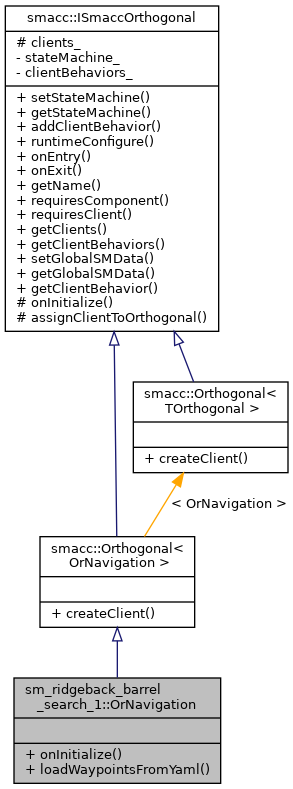 smacc::ISmaccOrthogonal
# clients_
- stateMachine_
- clientBehaviors_
+ setStateMachine()
+ getStateMachine()
+ addClientBehavior()
+ runtimeConfigure()
+ onEntry()
+ onExit()
+ getName()
+ requiresComponent()
+ requiresClient()
+ getClients()
+ getClientBehaviors()
+ setGlobalSMData()
+ getGlobalSMData()
+ getClientBehavior()
# onInitialize()
# assignClientToOrthogonal()
smacc::Orthogonal<
TOrthogonal >
+ createClient()
< OrNavigation >
smacc::Orthogonal<
OrNavigation >
+ createClient()
sm_ridgeback_barrel
_search_1::OrNavigation
+ onInitialize()
+ loadWaypointsFromYaml()